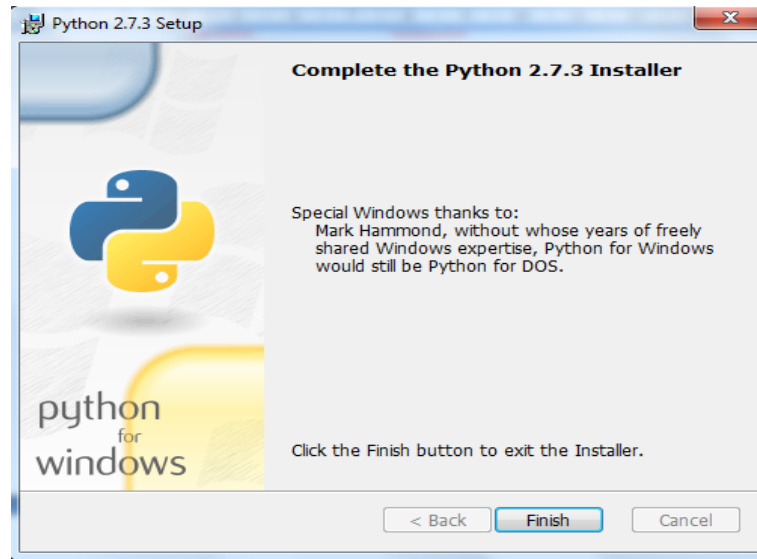 Python 2.7.3 Setup
Complete the Python 2.7.3 Installer
Special Windows thanks to:
Mark Hammond, without whose years of freely
shared Windows expertise, Python for Windows
would still be Python for DOS.
python
for
windows
Click the Finish button to exit the Installer.
< Back
Finish
Cancel